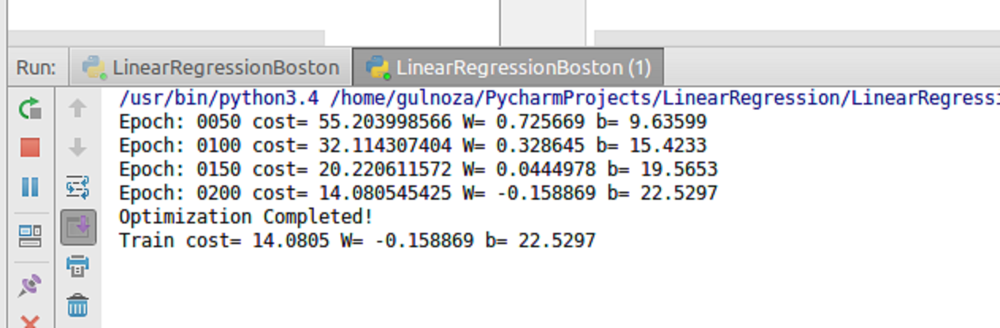 Run: LinearRegressionBoston LinearRegressionBoston (1)
/usr/bin/python3.4 /home/gulnoza/PycharmProjects/LinearRegression/LinearRegressi
Epoch: 0050 cost= 55.203998566 W= 0.725669 b= 9.63599
Epoch: 0100 cost= 32.114307404 W= 0.328645 b= 15.4233
Epoch: 0150 cost= 20.220611572 W= 0.0444978 b= 19.5653
Epoch: 0200 cost= 14.080545425 W= -0.158869 b= 22.5297
Optimization Completed!
Train cost= 14.0805 W= -0.158869 b= 22.5297